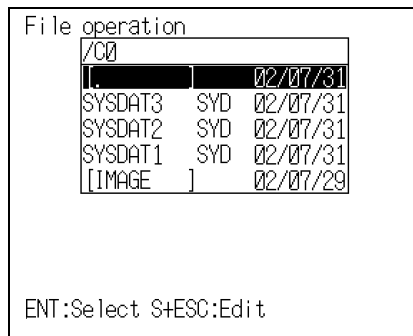 File operation
/C0
[.       ]     02/07/31
SYSDAT3   SYD  02/07/31
SYSDAT2   SYD  02/07/31
SYSDAT1   SYD  02/07/31
[IMAGE   ]     02/07/29
ENT:Select S+ESC:Edit